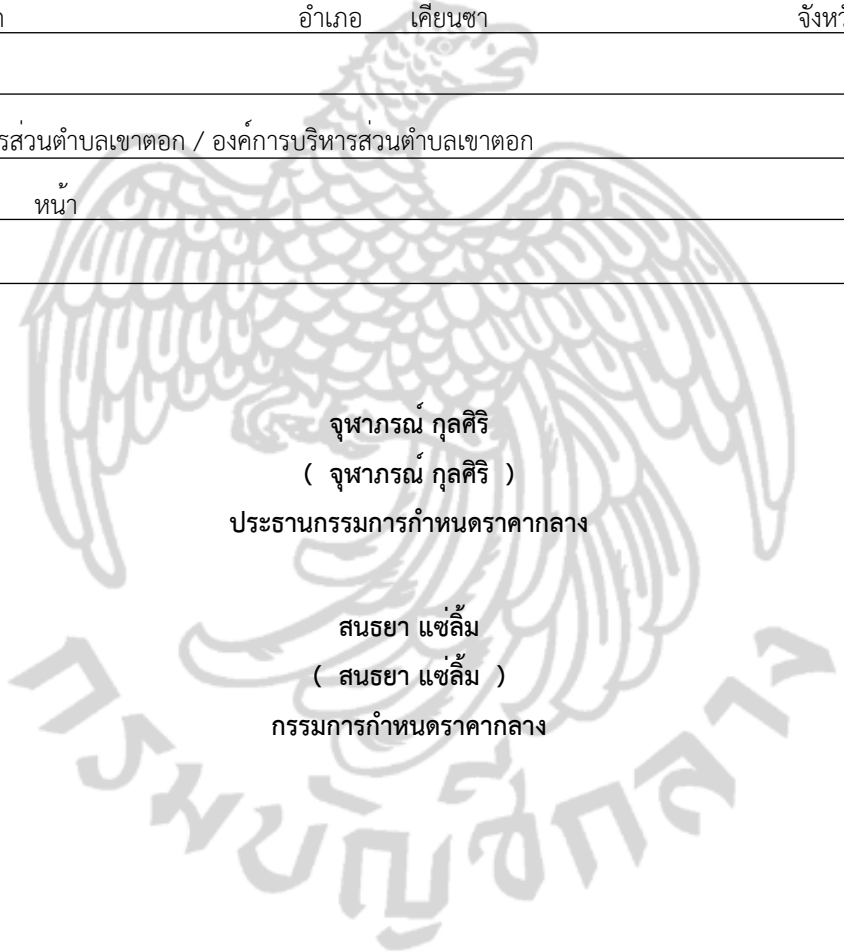 อำเภอ เคียนซา
รส่วนตำบลเขาตอก / องค์การบริหารส่วนตำบลเขาตอก
หน้า
จุฬาภรณ์ กุลศิริ
( จุฬาภรณ์ กุลศิริ )
ประธานกรรมการกำหนดราคากลาง
สนธยา แซ่ลิ้ม
( สนธยา แซ่ลิ้ม )
กรรมการกำหนดราคากลาง
กรมบัญชีกลาง